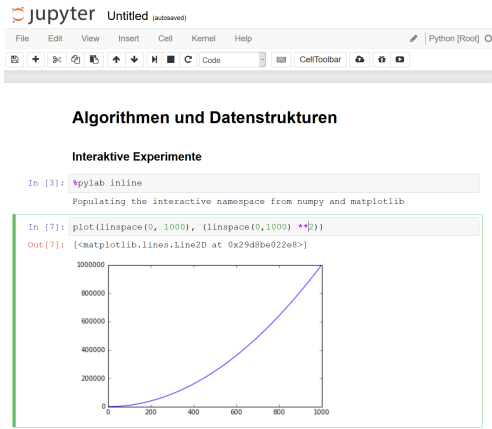 jupyter Untitled (autosaved)
File Edit View Insert Cell Kernel Help Python [Root]
Code CellToolbar
Algorithmen und Datenstrukturen
Interaktive Experimente
In [3]: %pylab inline
Populating the interactive namespace from numpy and matplotlib
In [7]: plot(linspace(0, 1000), (linspace(0,1000) **2))
Out[7]: [<matplotlib.lines.Line2D at 0x29d8be022e8>]
1000000
800000
600000
400000
200000
0
0 200 400 600 800 1000